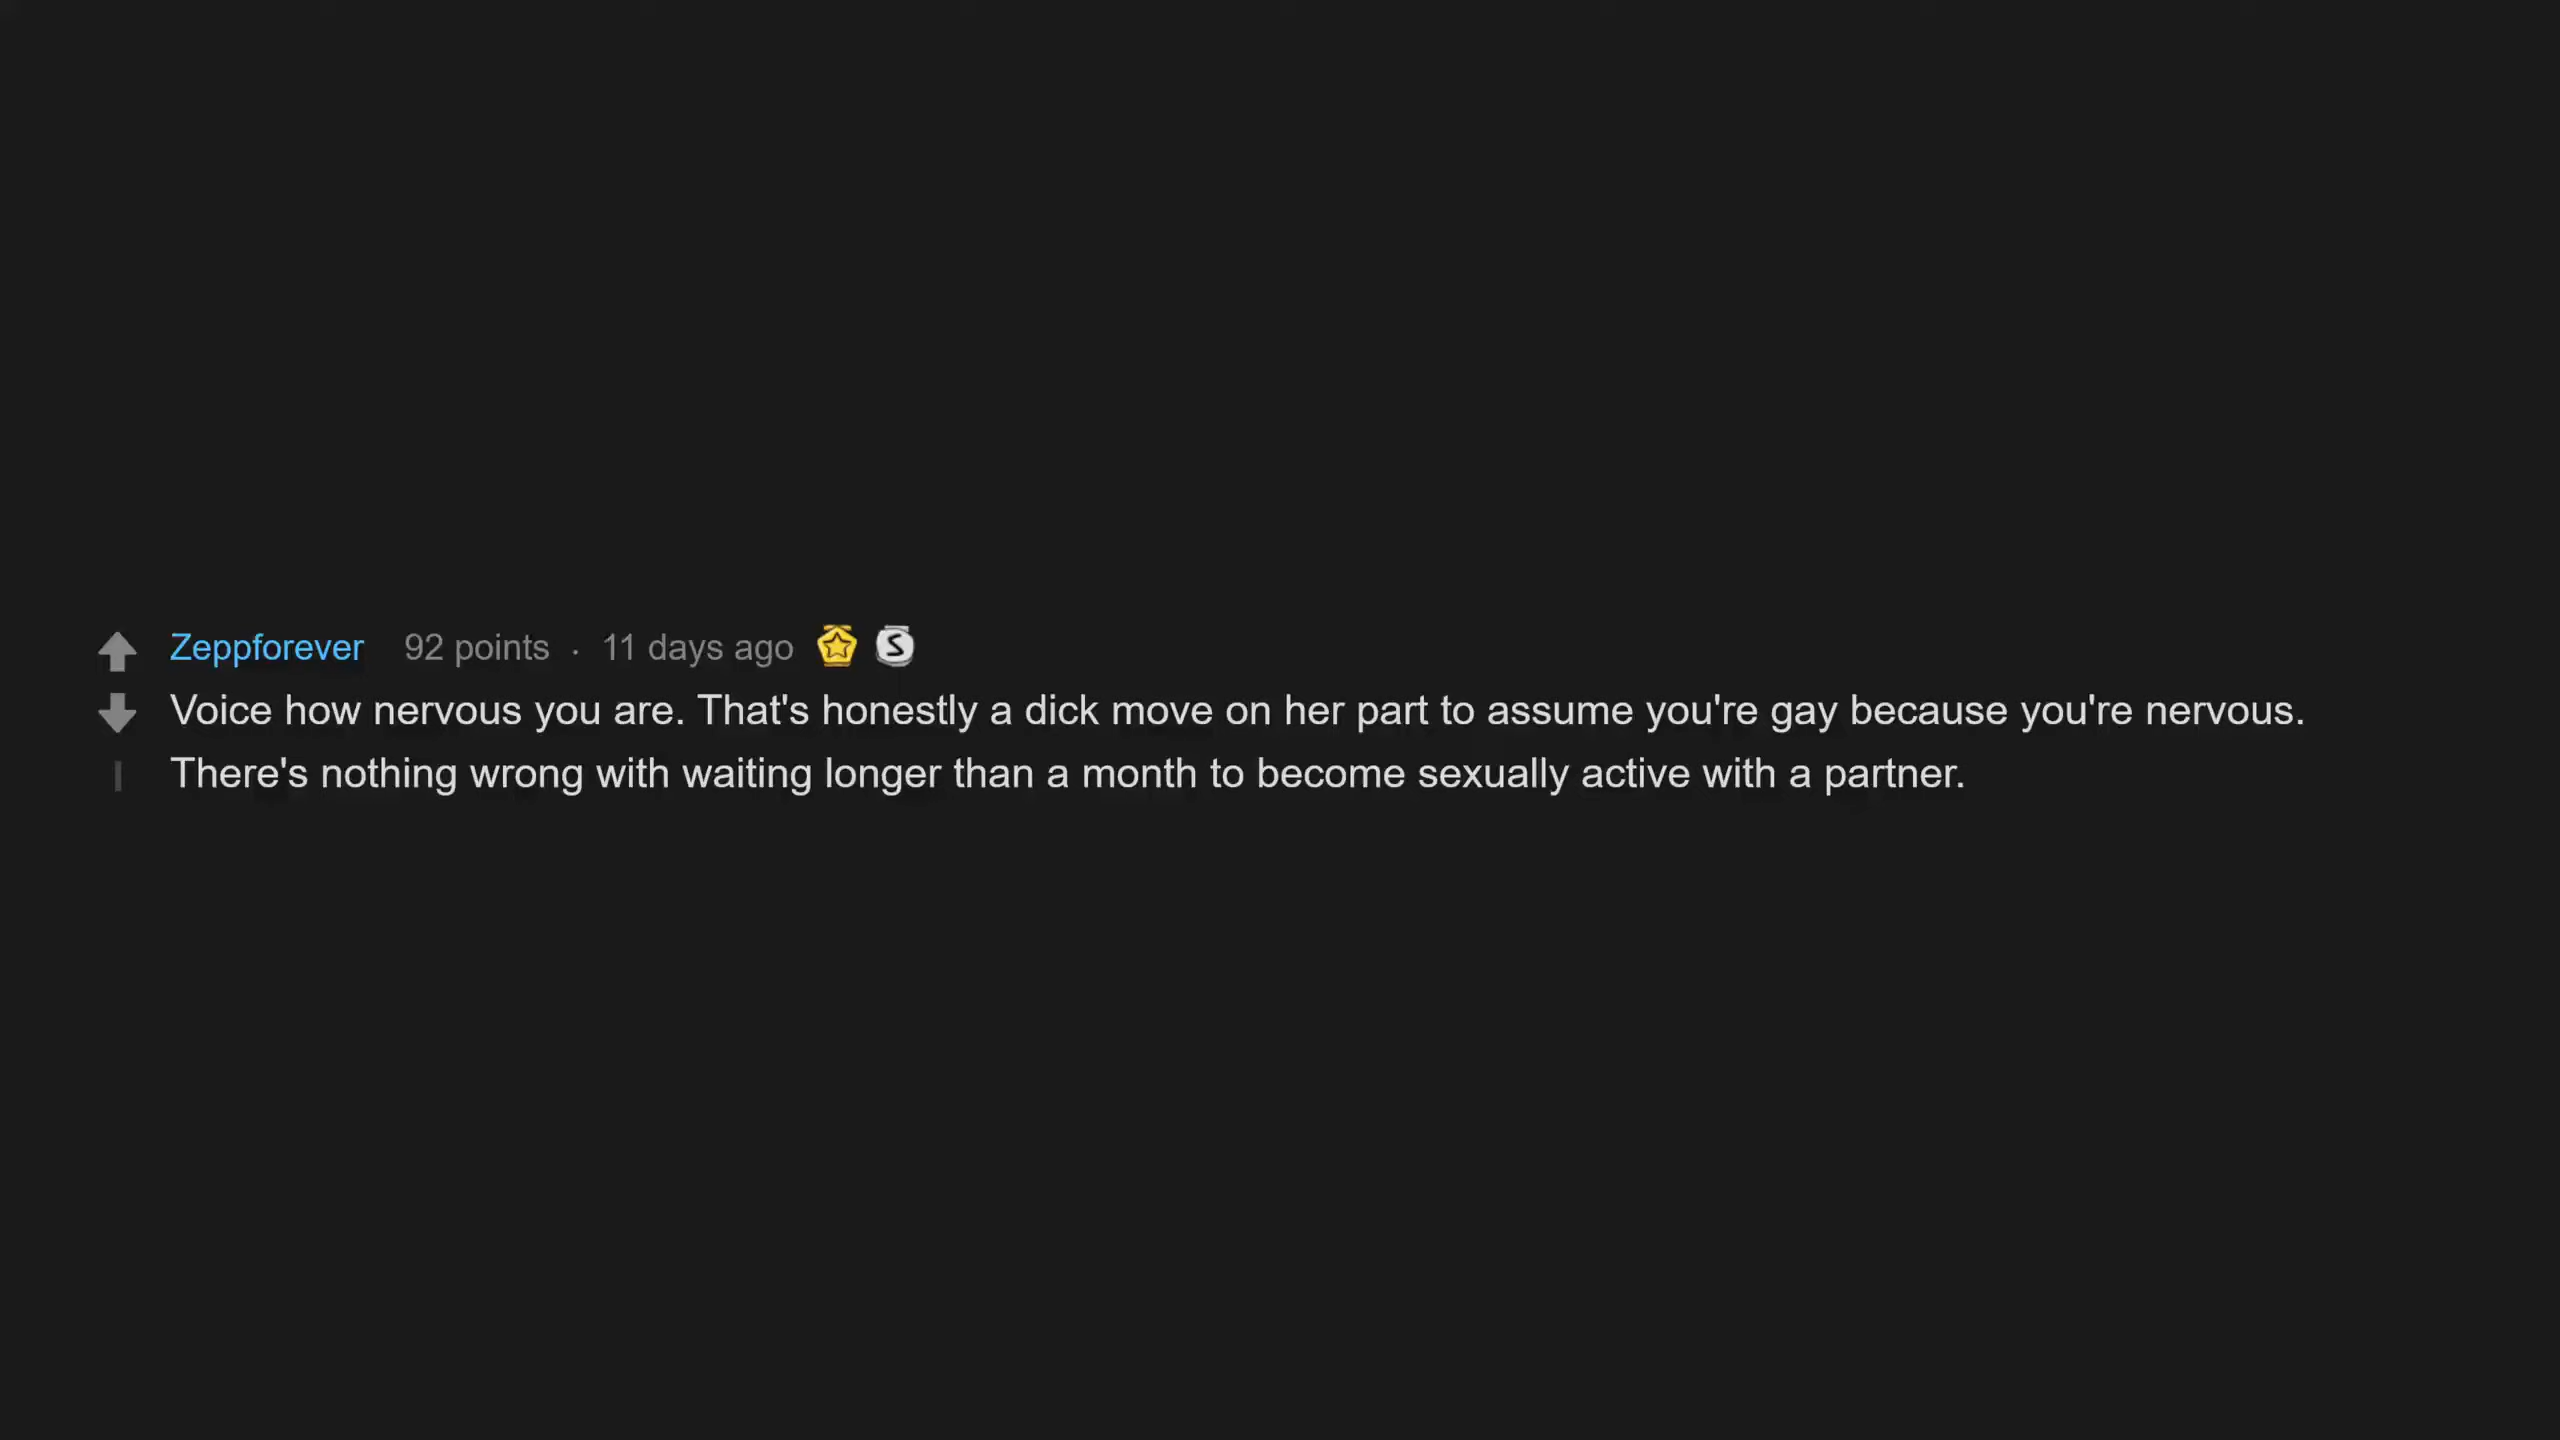 Zeppforever 92 points · 11 days ago S
Voice how nervous you are. That's honestly a dick move on her part to assume you're gay because you're nervous.
There's nothing wrong with waiting longer than a month to become sexually active with a partner.